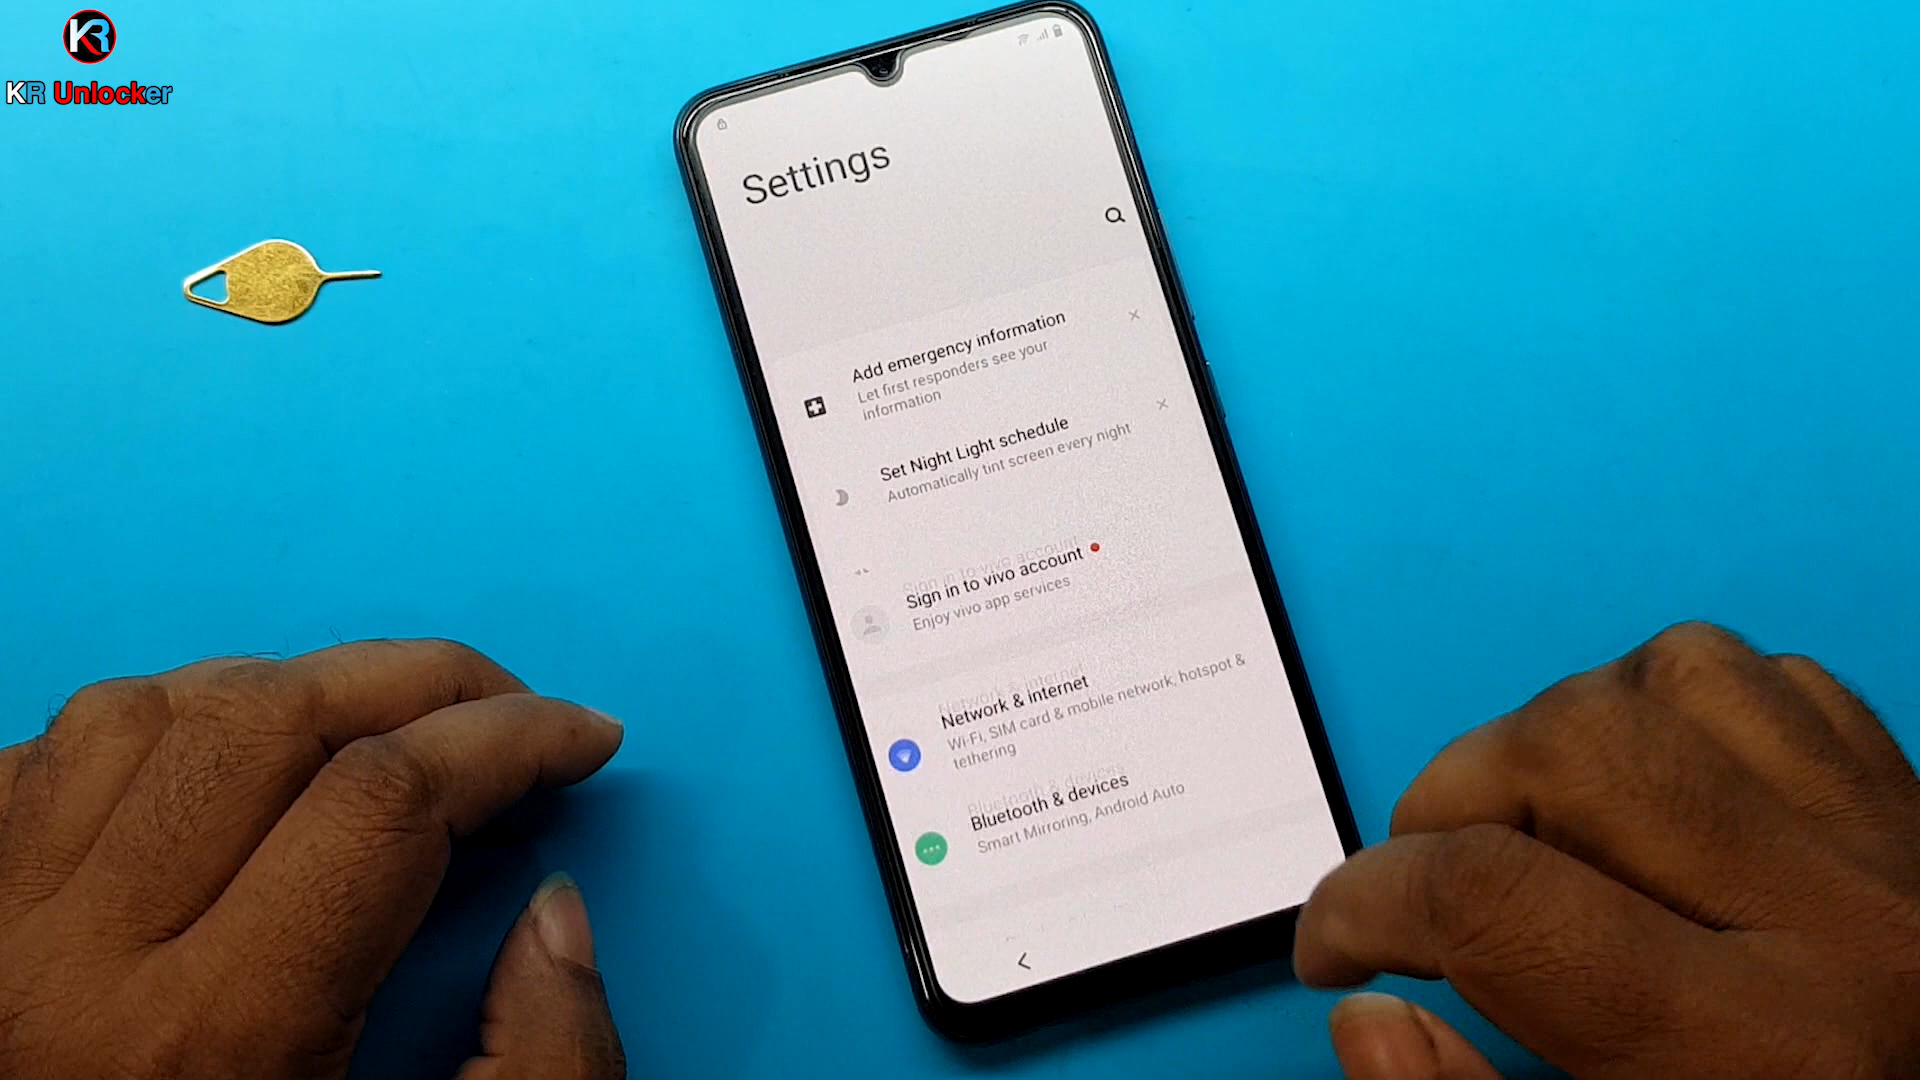 KR
KR Unlocker
Settings
Add emergency information
Let first responders see your
information
Set Night Light schedule
Automatically tint screen every night
Sign in to vivo account
Enjoy vivo app services
Network & internet
Wi-Fi, SIM card & mobile network, hotspot &
tethering
Bluetooth & devices
Smart Mirroring, Android Auto